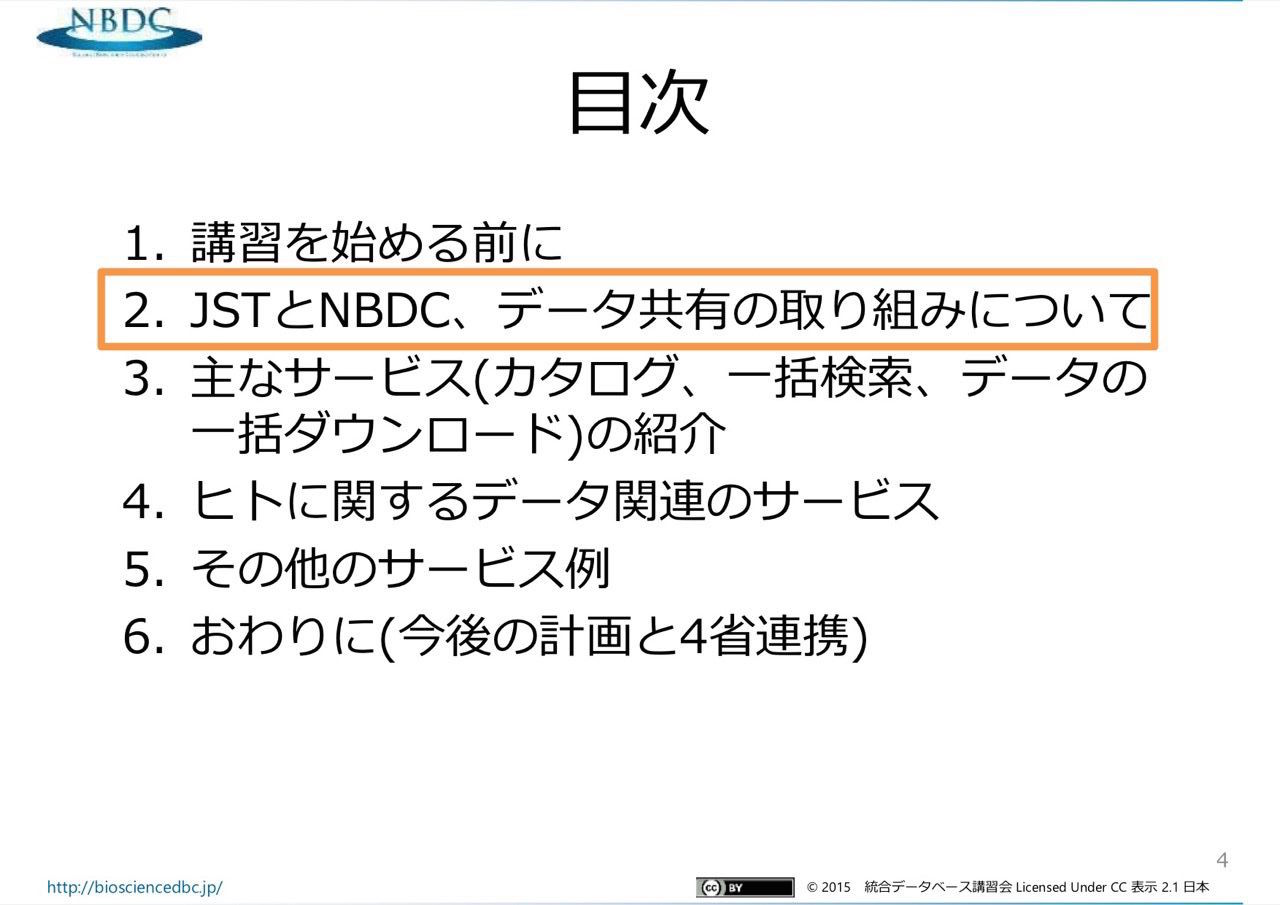 NBDC
目次
1. 講習を始める前に
2. JSTとNBDC、データ共有の取り組みについて
3. 主なサービス(カタログ、一括検索、データの
一括ダウンロード)の紹介
4. ヒトに関するデータ関連のサービス
5. その他のサービス例
6. おわりに(今後の計画と4省連携)
4
http://biosciencedbc.jp/
cc BY
© 2015 統合データベース講習会 Licensed Under CC 表示 2.1 日本